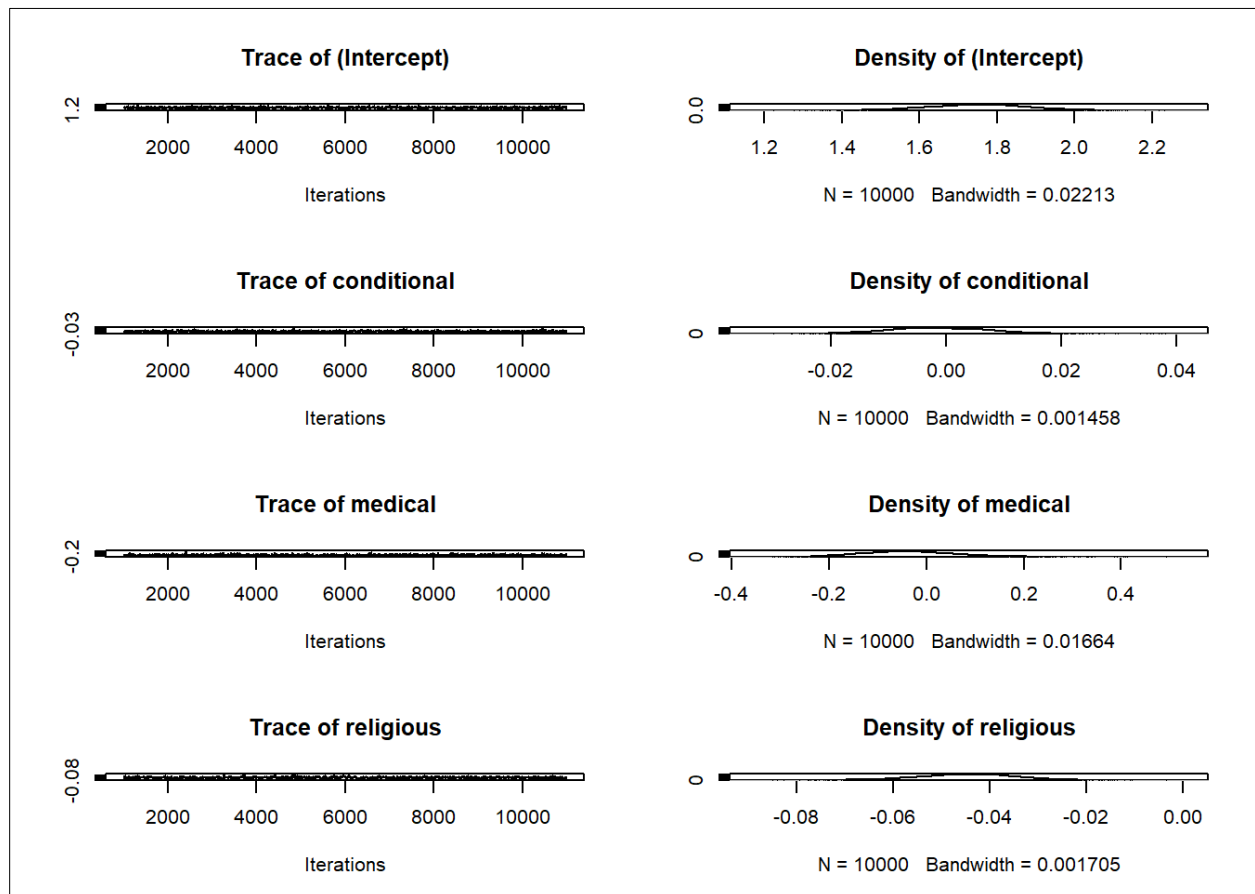 Trace of (Intercept)
Density of (Intercept)
1.2
2000 4000 6000 8000 10000
Iterations
0.0
1.2 1.4 1.6 1.8 2.0 2.2
N = 10000 Bandwidth = 0.02213
Trace of conditional
Density of conditional
-0.03
2000 4000 6000 8000 10000
Iterations
0
-0.02 0.00 0.02 0.04
N = 10000 Bandwidth = 0.001458
Trace of medical
Density of medical
-0.2
2000 4000 6000 8000 10000
Iterations
0
-0.4 -0.2 0.0 0.2 0.4
N = 10000 Bandwidth = 0.01664
Trace of religious
Density of religious
-0.08
2000 4000 6000 8000 10000
Iterations
0
-0.08 -0.06 -0.04 -0.02 0.00
N = 10000 Bandwidth = 0.001705